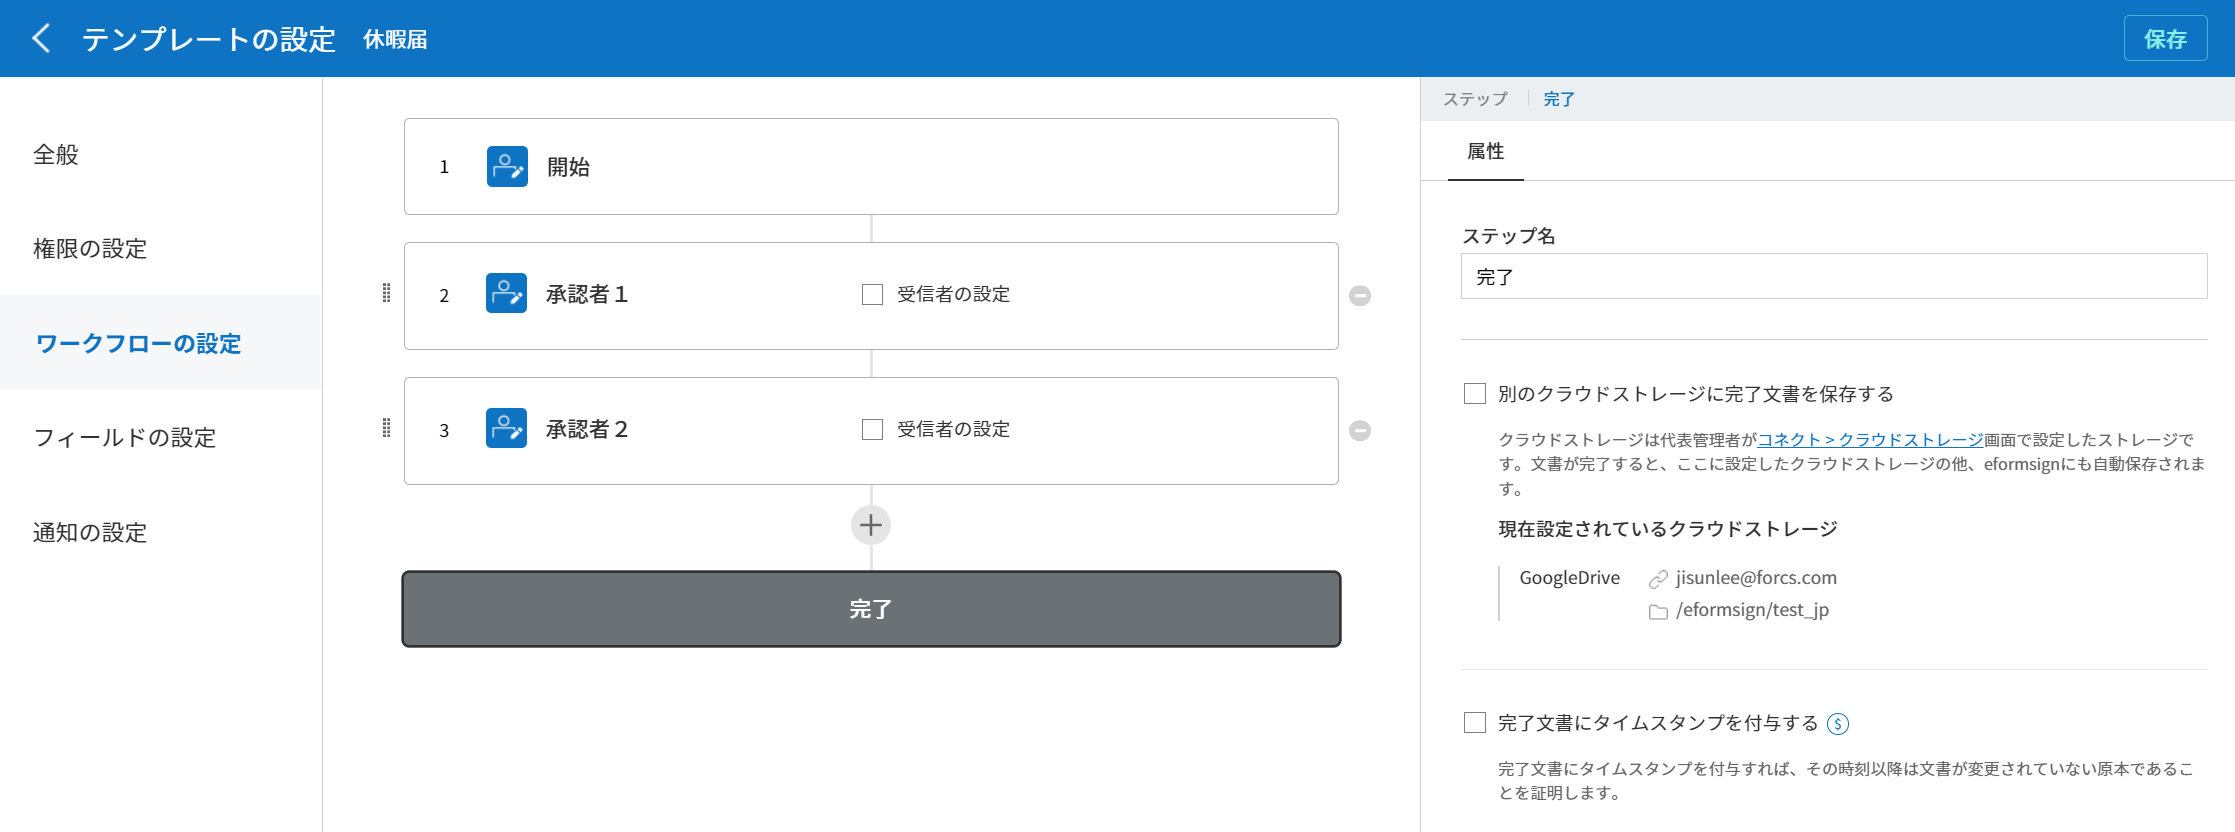 テンプレートの設定 休暇届
保存
全般
権限の設定
ワークフローの設定
フィールドの設定
通知の設定
1 開始
2 承認者１ 受信者の設定
3 承認者２ 受信者の設定
完了
ステップ 完了
属性
ステップ名
完了
別のクラウドストレージに完了文書を保存する
クラウドストレージは代表管理者がコネクト > クラウドストレージ画面で設定したストレージで
す。文書が完了すると、ここに設定したクラウドストレージの他、eformsignにも自動保存されま
す。
現在設定されているクラウドストレージ
GoogleDrive jisunlee@forcs.com
/eformsign/test_jp
完了文書にタイムスタンプを付与する $
完了文書にタイムスタンプを付与すれば、その時刻以降は文書が変更されていない原本であるこ
とを証明します。